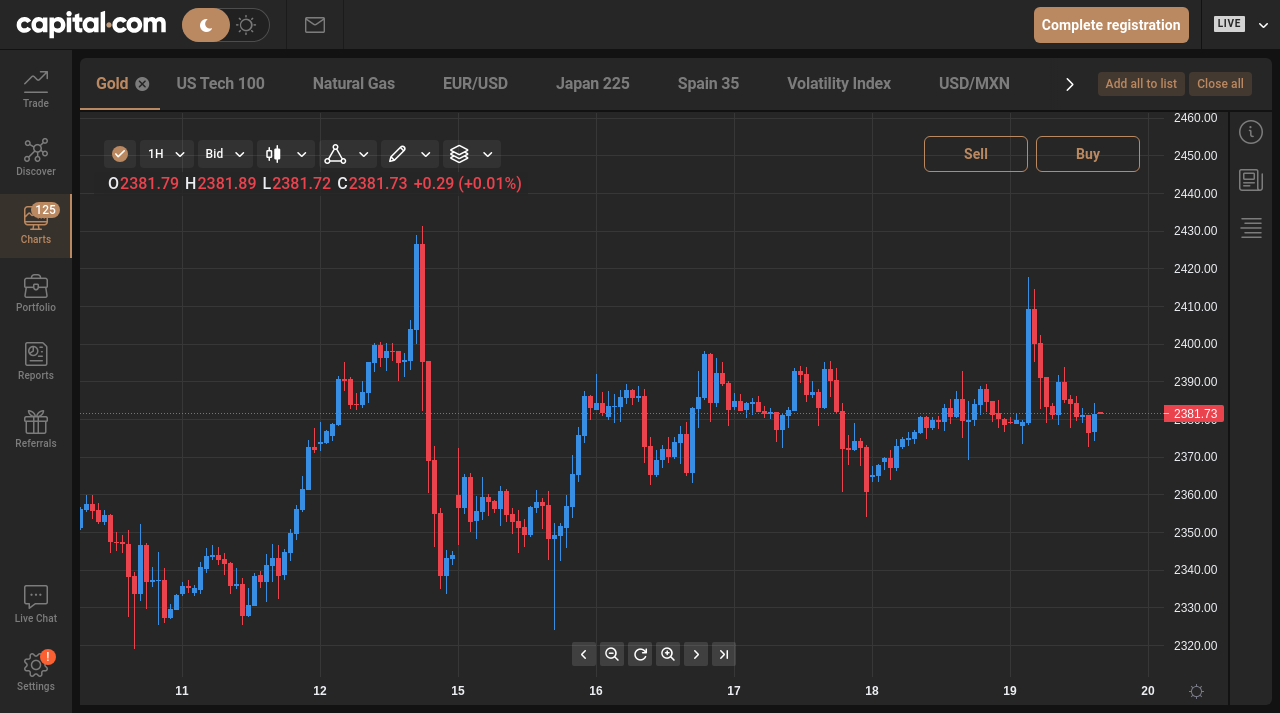 capital.com
Complete registration
LIVE
Trade
Discover
125
Charts
Portfolio
Reports
Referrals
Live Chat
!
Settings
Gold US Tech 100 Natural Gas EUR/USD Japan 225 Spain 35 Volatility Index USD/MXN
Add all to list Close all
1H Bid
Sell Buy
O2381.79 H2381.89 L2381.72 C2381.73 +0.29 (+0.01%)
2460.00
2450.00
2440.00
2430.00
2420.00
2410.00
2400.00
2390.00
2381.73
2380.00
2370.00
2360.00
2350.00
2340.00
2330.00
2320.00
11 12 15 16 17 18 19 20